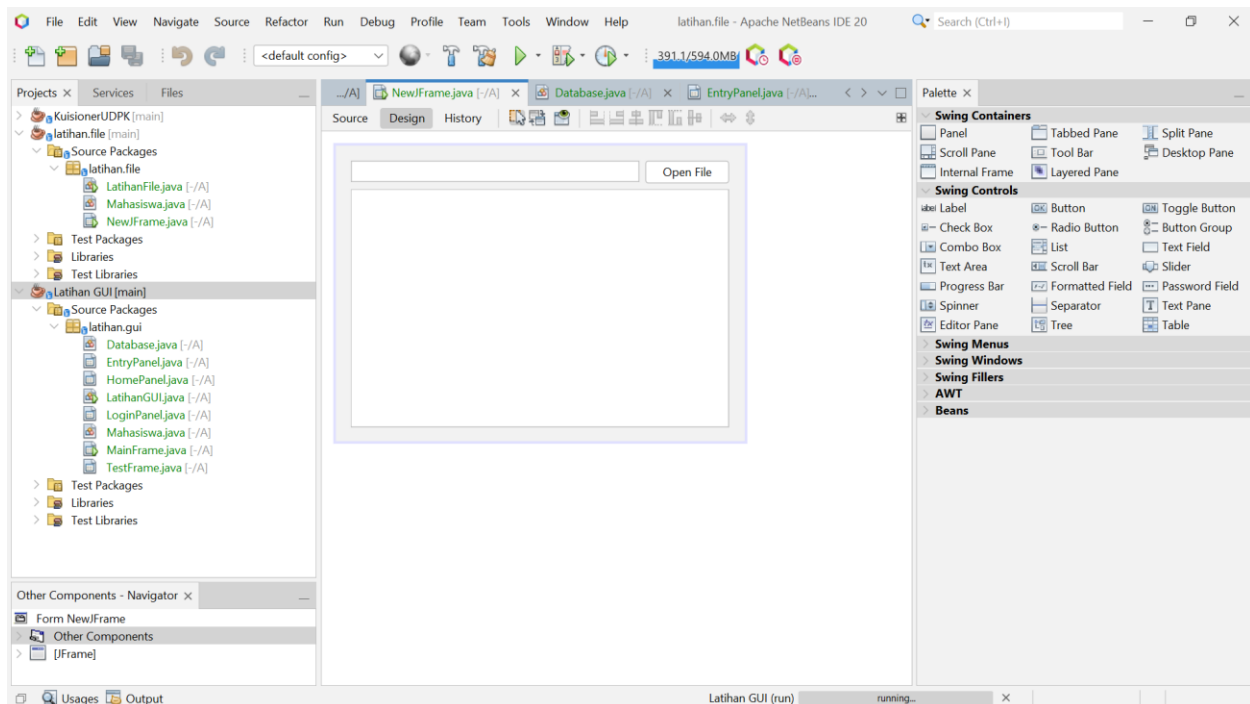 File Edit View Navigate Source Refactor Run Debug Profile Team Tools Window Help latihan.file - Apache NetBeans IDE 20 Search (Ctrl+I)
<default config> 391.1/594.0MB
Projects Services Files
KuisionerUDPK [main]
latihan.file [main]
Source Packages
latihan.file
LatihanFile.java [-/A]
Mahasiswa.java [-/A]
NewJFrame.java [-/A]
Test Packages
Libraries
Test Libraries
Latihan GUI [main]
Source Packages
latihan.gui
Database.java [-/A]
EntryPanel.java [-/A]
HomePanel.java [-/A]
LatihanGUI.java [-/A]
LoginPanel.java [-/A]
Mahasiswa.java [-/A]
MainFrame.java [-/A]
TestFrame.java [-/A]
Test Packages
Libraries
Test Libraries
Other Components - Navigator
Form NewJFrame
Other Components
[JFrame]
.../A] NewJFrame.java [-/A] Database.java [-/A] EntryPanel.java [-/A]...
Source Design History
Open File
Palette
Swing Containers
Panel Tabbed Pane Split Pane
Scroll Pane Tool Bar Desktop Pane
Internal Frame Layered Pane
Swing Controls
label Label OK Button ON Toggle Button
Check Box Radio Button Button Group
Combo Box List Text Field
Text Area Scroll Bar Slider
Progress Bar Formatted Field Password Field
Spinner Separator Text Pane
Editor Pane Tree Table
Swing Menus
Swing Windows
Swing Fillers
AWT
Beans
Usages Output Latihan GUI (run) running...